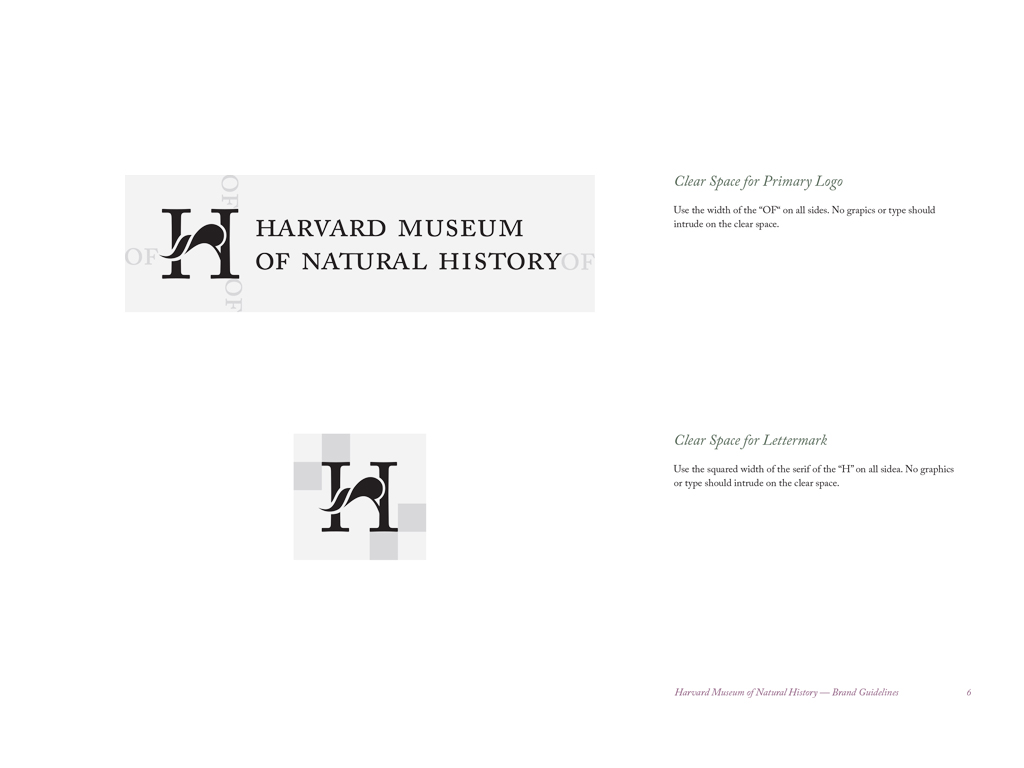 OF
HARVARD MUSEUM
OF
OF NATURAL HISTORY OF
OF
Clear Space for Primary Logo
Use the width of the “OF“ on all sides. No grapics or type should
intrude on the clear space.
H
Clear Space for Lettermark
Use the squared width of the serif of the “H” on all sidea. No graphics
or type should intrude on the clear space.
Harvard Museum of Natural History — Brand Guidelines 6